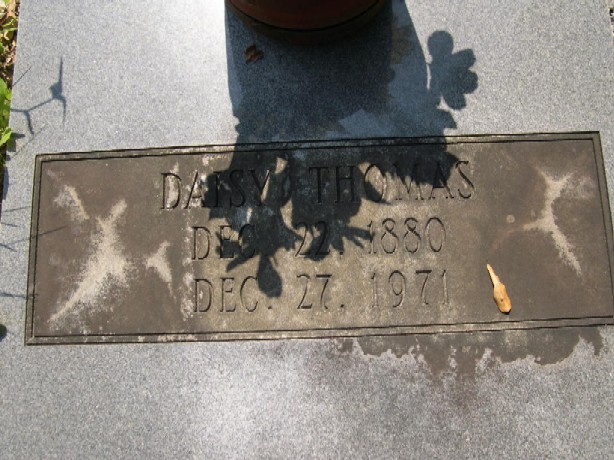 DAISY THOMAS
DEC. 22, 1880
DEC. 27, 1971